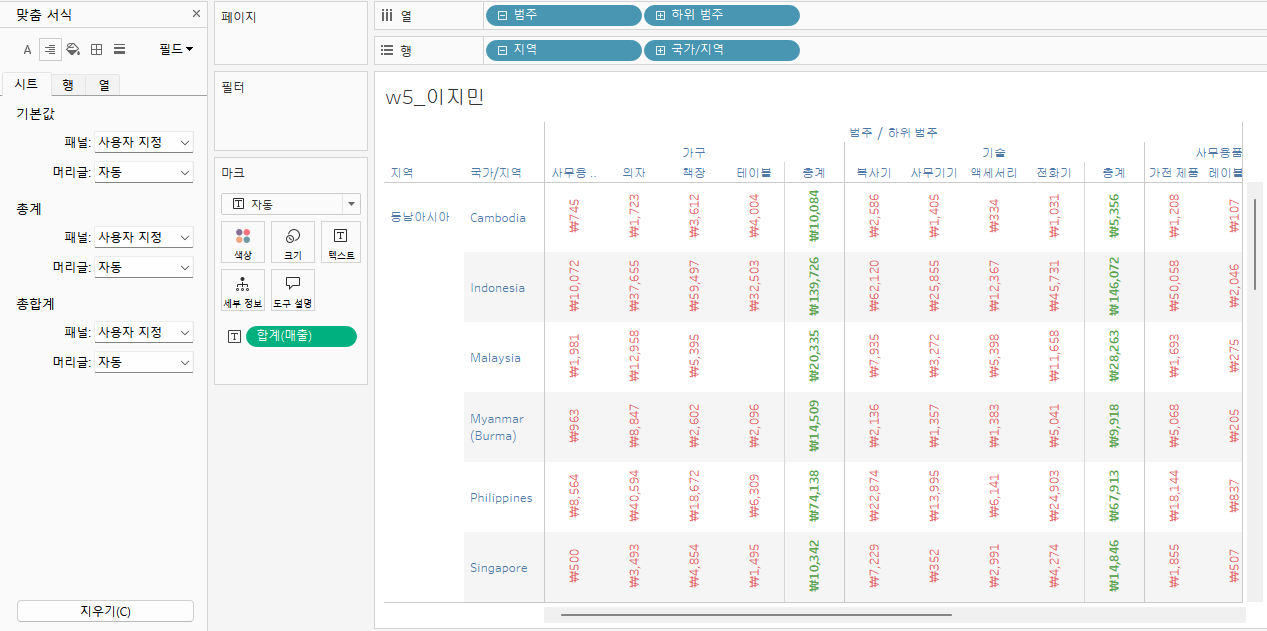 맞춤 서식
필드
시트 행 열
기본값
패널: 사용자 지정
머리글: 자동
총계
패널: 사용자 지정
머리글: 자동
총합계
패널: 사용자 지정
머리글: 자동
지우기(C)
페이지
필터
마크
자동
색상 크기 텍스트
세부 정보 도구 설명
합계(매출)
열 범주 하위 범주
행 지역 국가/지역
w5_이지민
범주 / 하위 범주
가구 기술 사무용품
지역 국가/지역 사무용 .. 의자 책장 테이블 총계 복사기 사무기기 액세서리 전화기 총계 가전 제품 레이블
동남아시아 Cambodia ₩745 ₩1,723 ₩3,612 ₩4,004 ₩10,084 ₩2,586 ₩1,405 ₩334 ₩1,031 ₩5,356 ₩1,208 ₩107
Indonesia ₩10,072 ₩37,655 ₩59,497 ₩32,503 ₩139,726 ₩62,120 ₩25,855 ₩12,367 ₩45,731 ₩146,072 ₩50,058 ₩2,046
Malaysia ₩1,981 ₩12,958 ₩5,395 ₩20,335 ₩7,935 ₩3,272 ₩5,398 ₩11,658 ₩28,263 ₩1,693 ₩275
Myanmar
(Burma) ₩963 ₩8,847 ₩2,602 ₩2,096 ₩14,509 ₩2,136 ₩1,357 ₩1,383 ₩5,041 ₩9,918 ₩5,068 ₩205
Philippines ₩8,564 ₩40,594 ₩18,672 ₩6,309 ₩74,138 ₩22,874 ₩13,995 ₩6,141 ₩24,903 ₩67,913 ₩18,144 ₩837
Singapore ₩500 ₩3,493 ₩4,854 ₩1,495 ₩10,342 ₩7,229 ₩352 ₩2,991 ₩4,274 ₩14,846 ₩1,855 ₩507